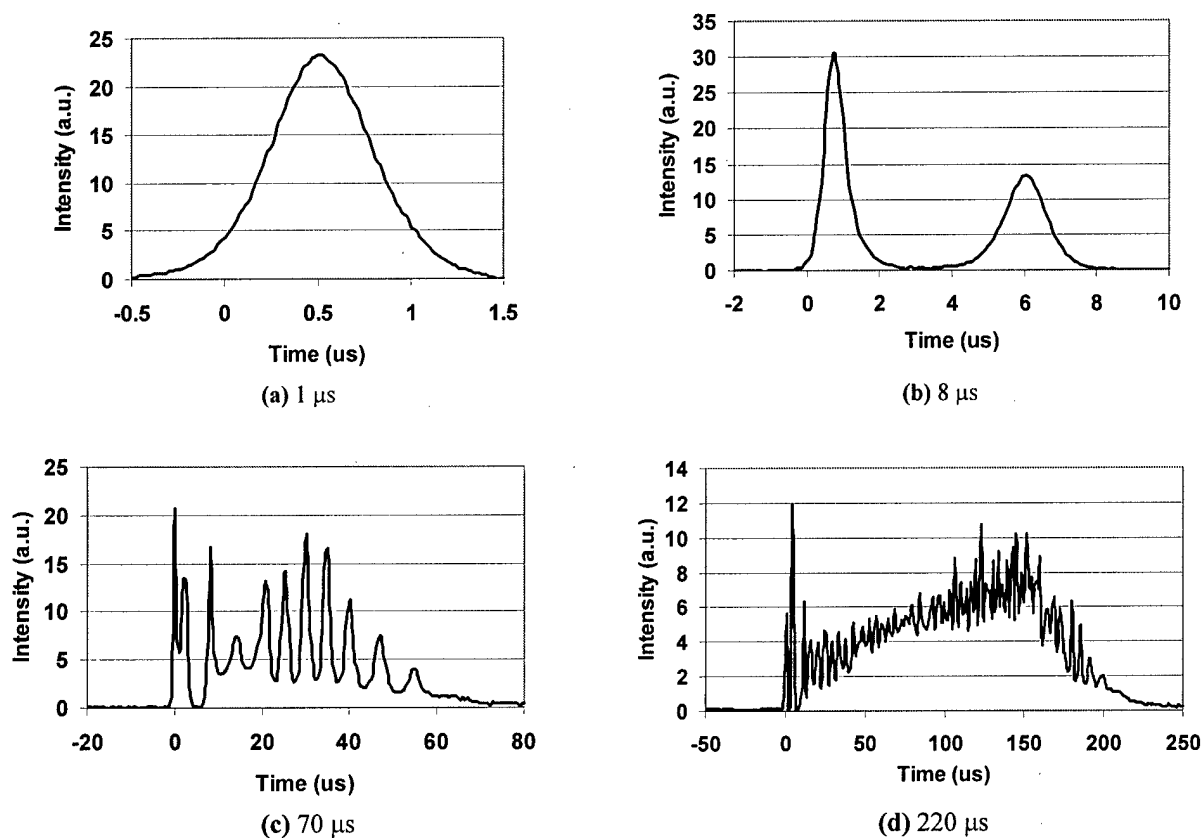 25
20
15
10
5
0
-0.5 0 0.5 1 1.5
Intensity (a.u.)
Time (us)
(a) 1 μs
35
30
25
20
15
10
5
0
-2 0 2 4 6 8 10
Intensity (a.u.)
Time (us)
(b) 8 μs
25
20
15
10
5
0
-20 0 20 40 60 80
Intensity (a.u.)
Time (us)
(c) 70 μs
14
12
10
8
6
4
2
0
-50 0 50 100 150 200 250
Intensity (a.u.)
Time (us)
(d) 220 μs